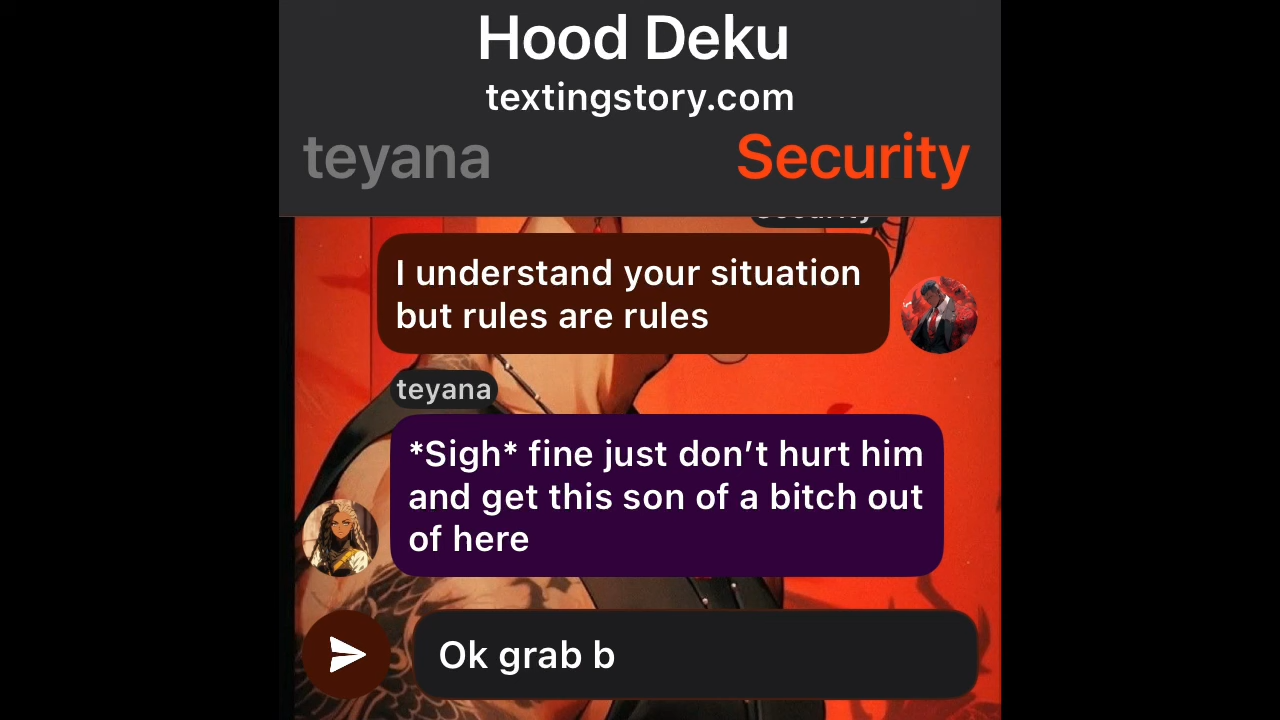 Hood Deku
textingstory.com
teyana Security
I understand your situation
but rules are rules
teyana
*Sigh* fine just don’t hurt him
and get this son of a bitch out
of here
Ok grab b